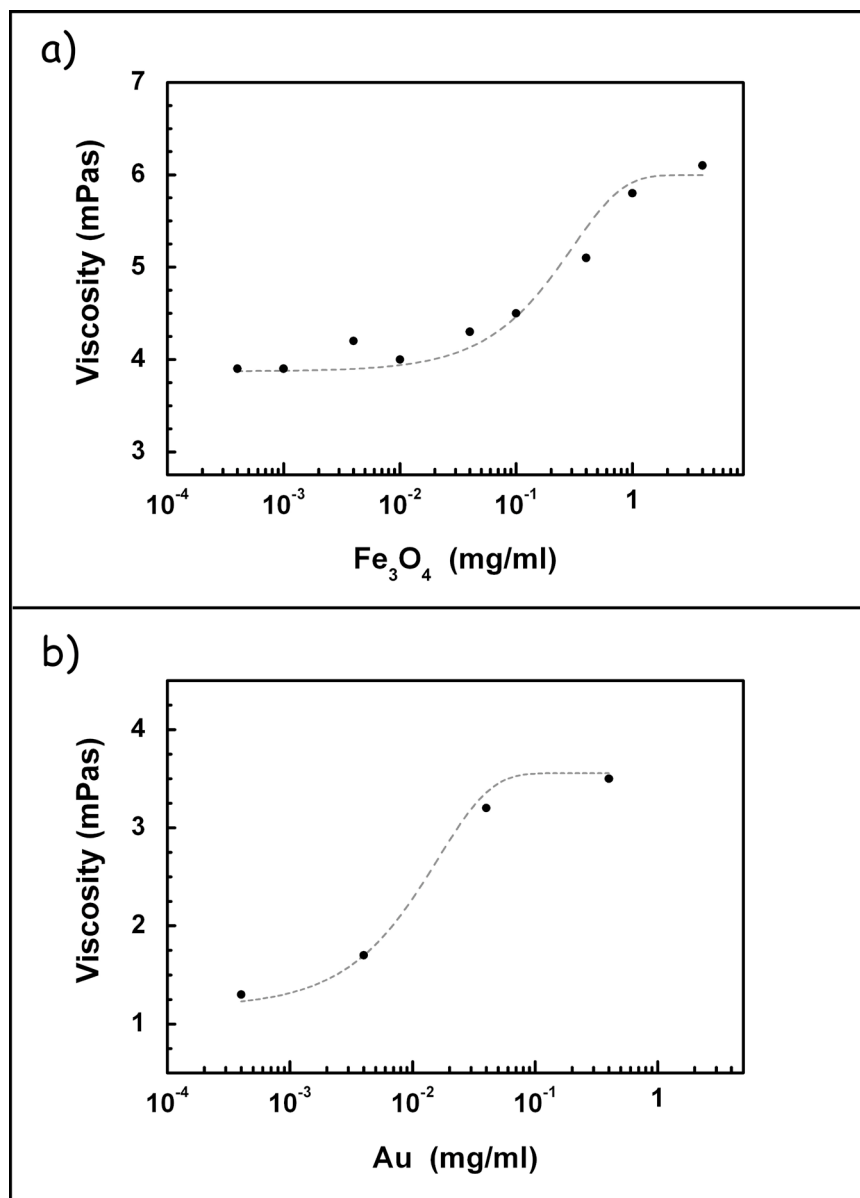 a)
Viscosity (mPas)
7
6
5
4
3
10⁻⁴ 10⁻³ 10⁻² 10⁻¹ 1
Fe₃O₄ (mg/ml)
b)
Viscosity (mPas)
4
3
2
1
10⁻⁴ 10⁻³ 10⁻² 10⁻¹ 1
Au (mg/ml)